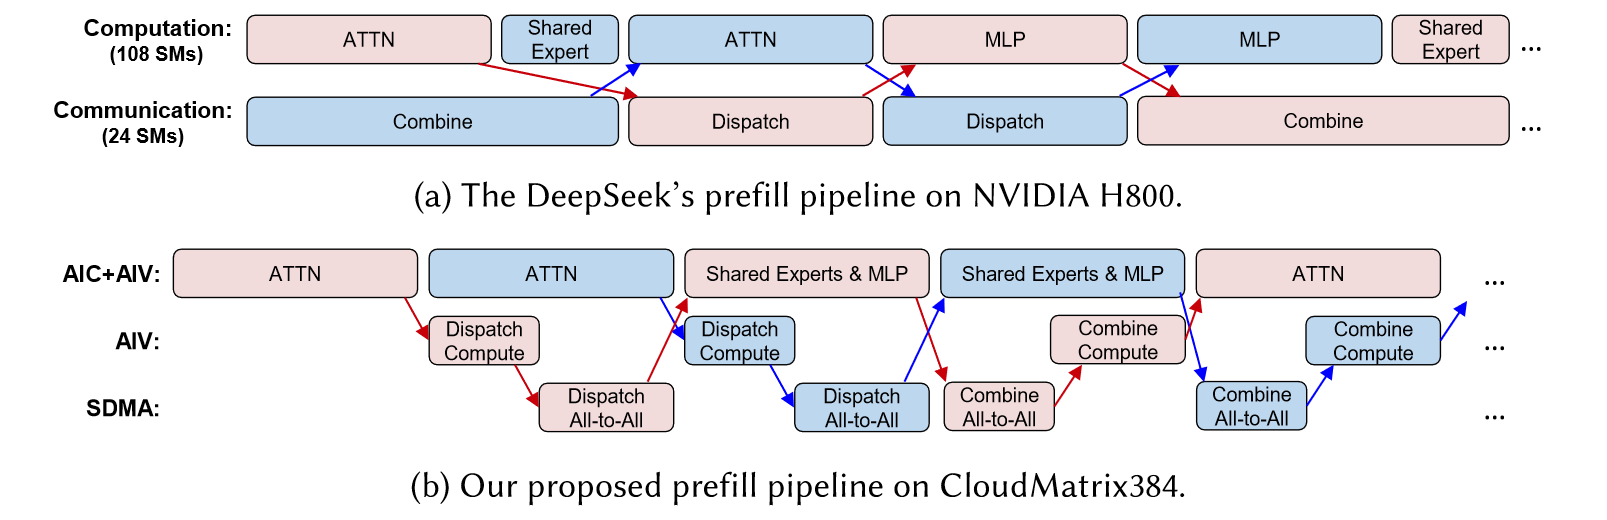 Computation:
(108 SMs)
ATTN
Shared
Expert
ATTN
MLP
MLP
Shared
Expert
...
Communication:
(24 SMs)
Combine
Dispatch
Dispatch
Combine
...
(a) The DeepSeek's prefill pipeline on NVIDIA H800.
AIC+AIV:
ATTN
ATTN
Shared Experts & MLP
Shared Experts & MLP
ATTN
...
AIV:
Dispatch
Compute
Dispatch
Compute
Combine
Compute
Combine
Compute
...
SDMA:
Dispatch
All-to-All
Dispatch
All-to-All
Combine
All-to-All
Combine
All-to-All
...
(b) Our proposed prefill pipeline on CloudMatrix384.